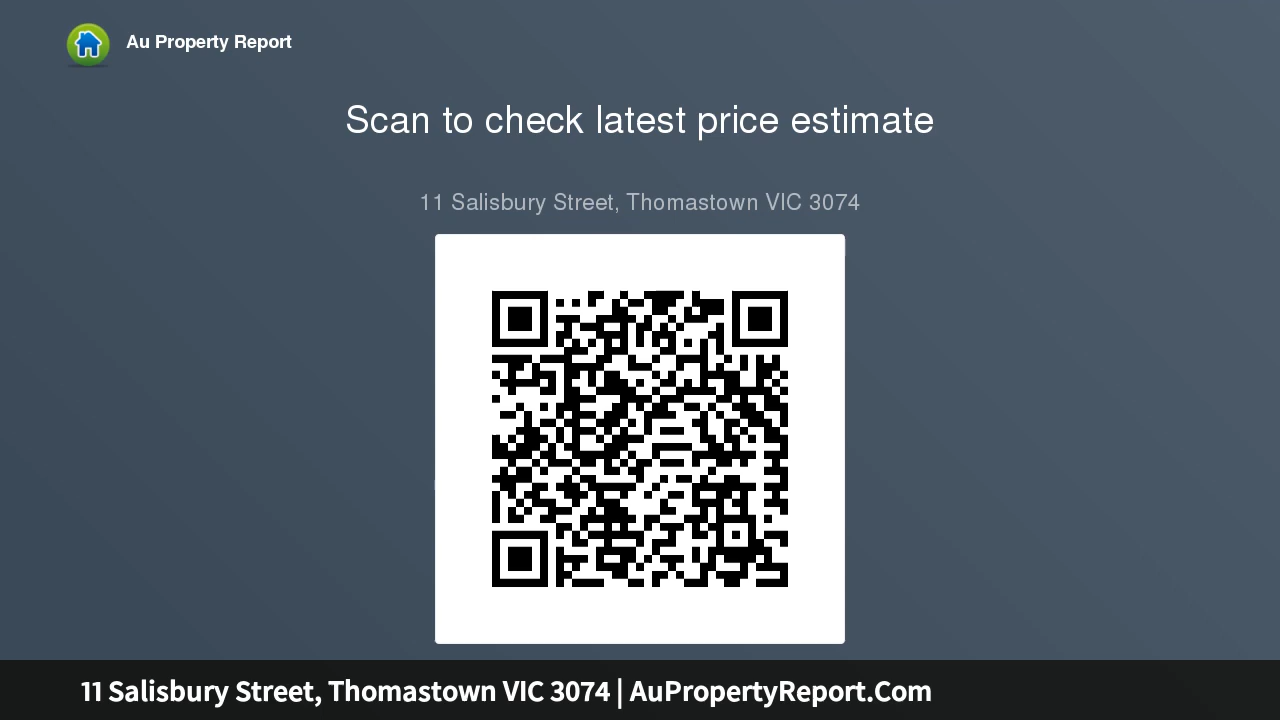 Au Property Report
Scan to check latest price estimate
11 Salisbury Street, Thomastown VIC 3074
11 Salisbury Street, Thomastown VIC 3074 | AuPropertyReport.Com